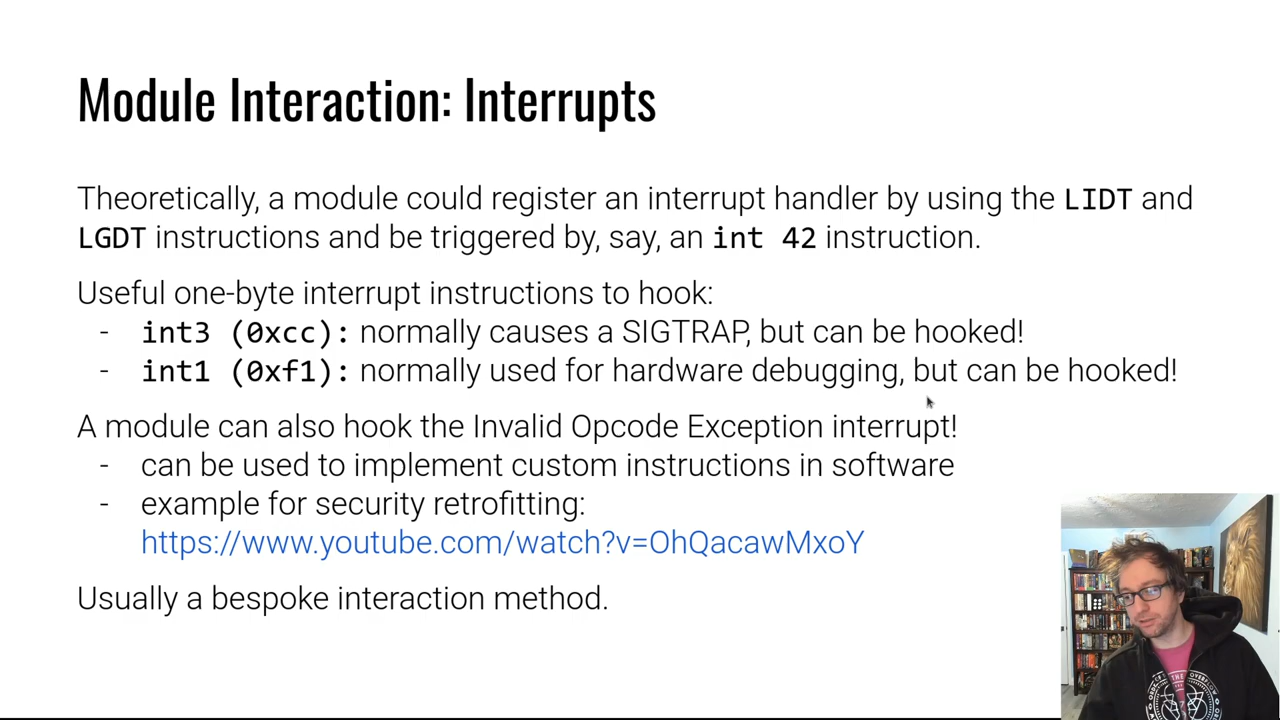 Module Interaction: Interrupts
Theoretically, a module could register an interrupt handler by using the LIDT and
LGDT instructions and be triggered by, say, an int 42 instruction.
Useful one-byte interrupt instructions to hook:
- int3 (0xcc): normally causes a SIGTRAP, but can be hooked!
- int1 (0xf1): normally used for hardware debugging, but can be hooked!
A module can also hook the Invalid Opcode Exception interrupt!
- can be used to implement custom instructions in software
- example for security retrofitting:
https://www.youtube.com/watch?v=OhQacawMxoY
Usually a bespoke interaction method.